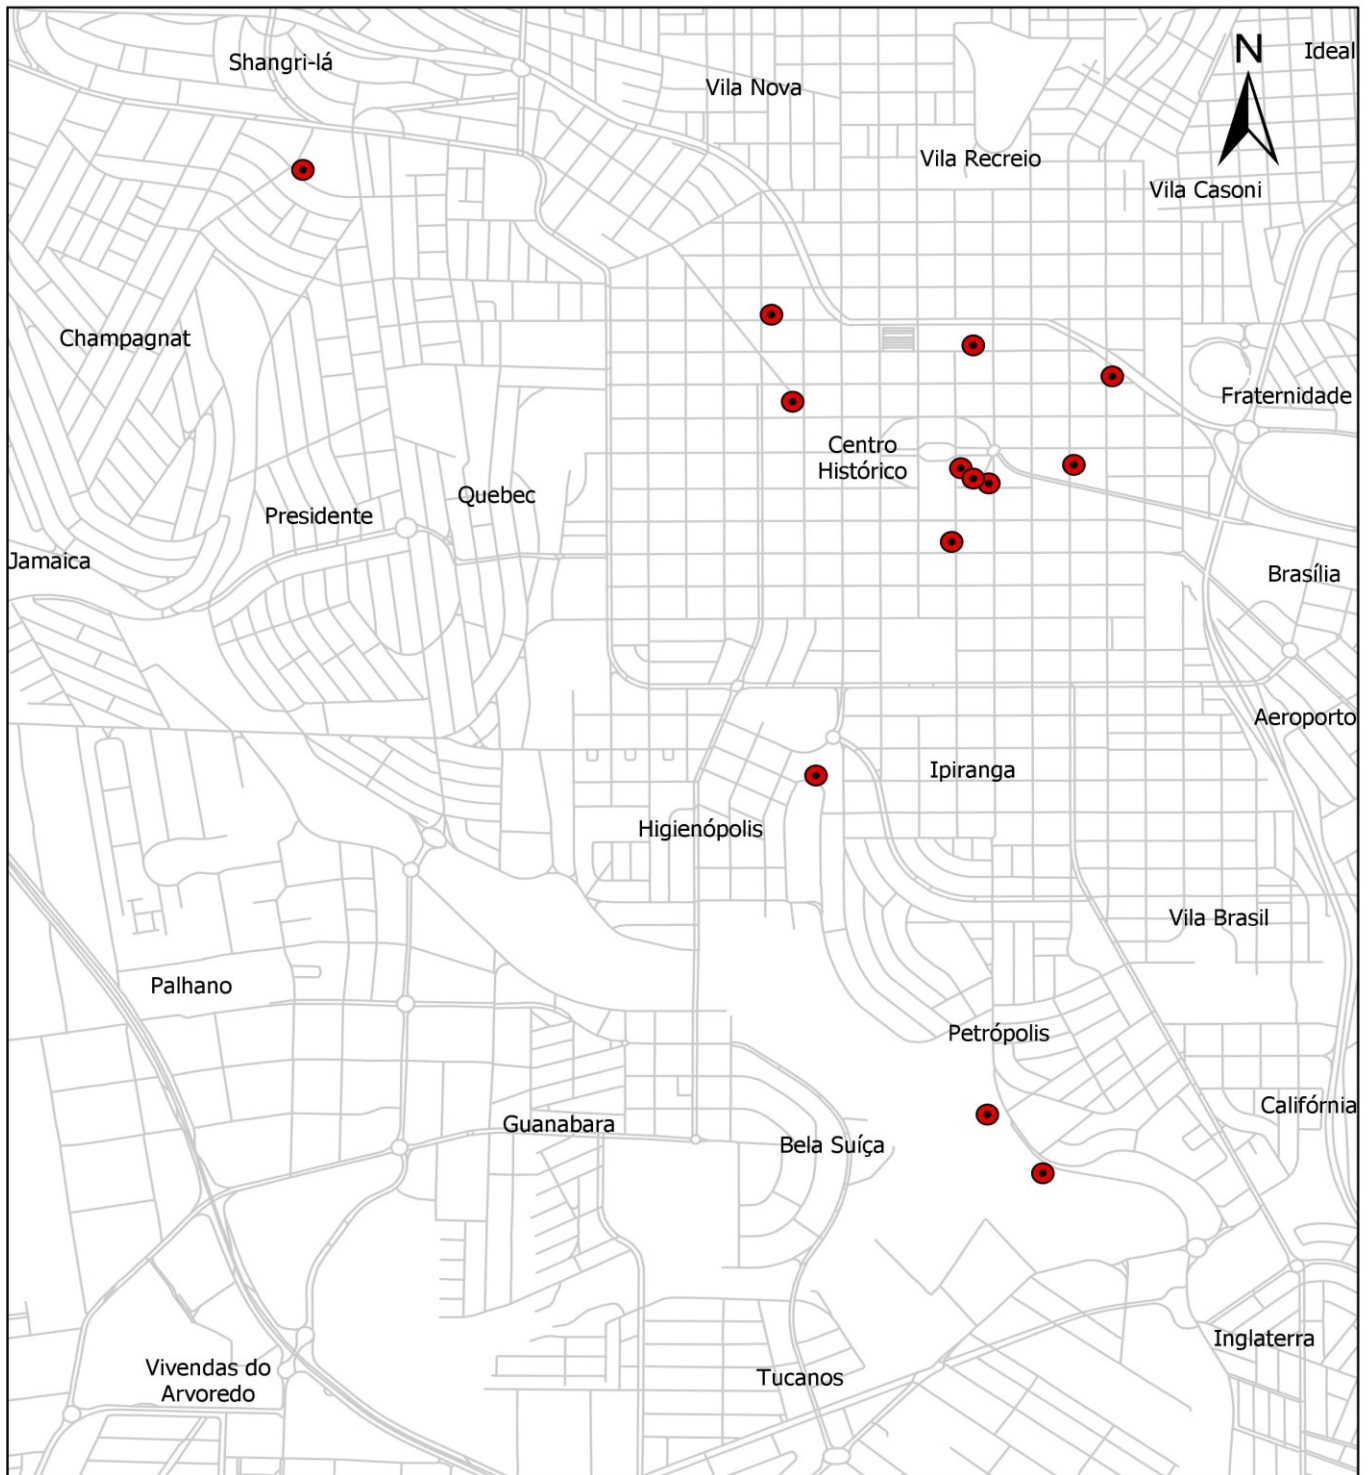 N
Ideal
Shangri-lá
Vila Nova
Vila Recreio
Vila Casoni
Champagnat
Fraternidade
Centro
Histórico
Quebec
Presidente
Jamaica
Brasília
Aeroporto
Ipiranga
Higienópolis
Vila Brasil
Palhano
Petrópolis
Califórnia
Guanabara
Bela Suíça
Inglaterra
Vivendas do
Arvoredo
Tucanos